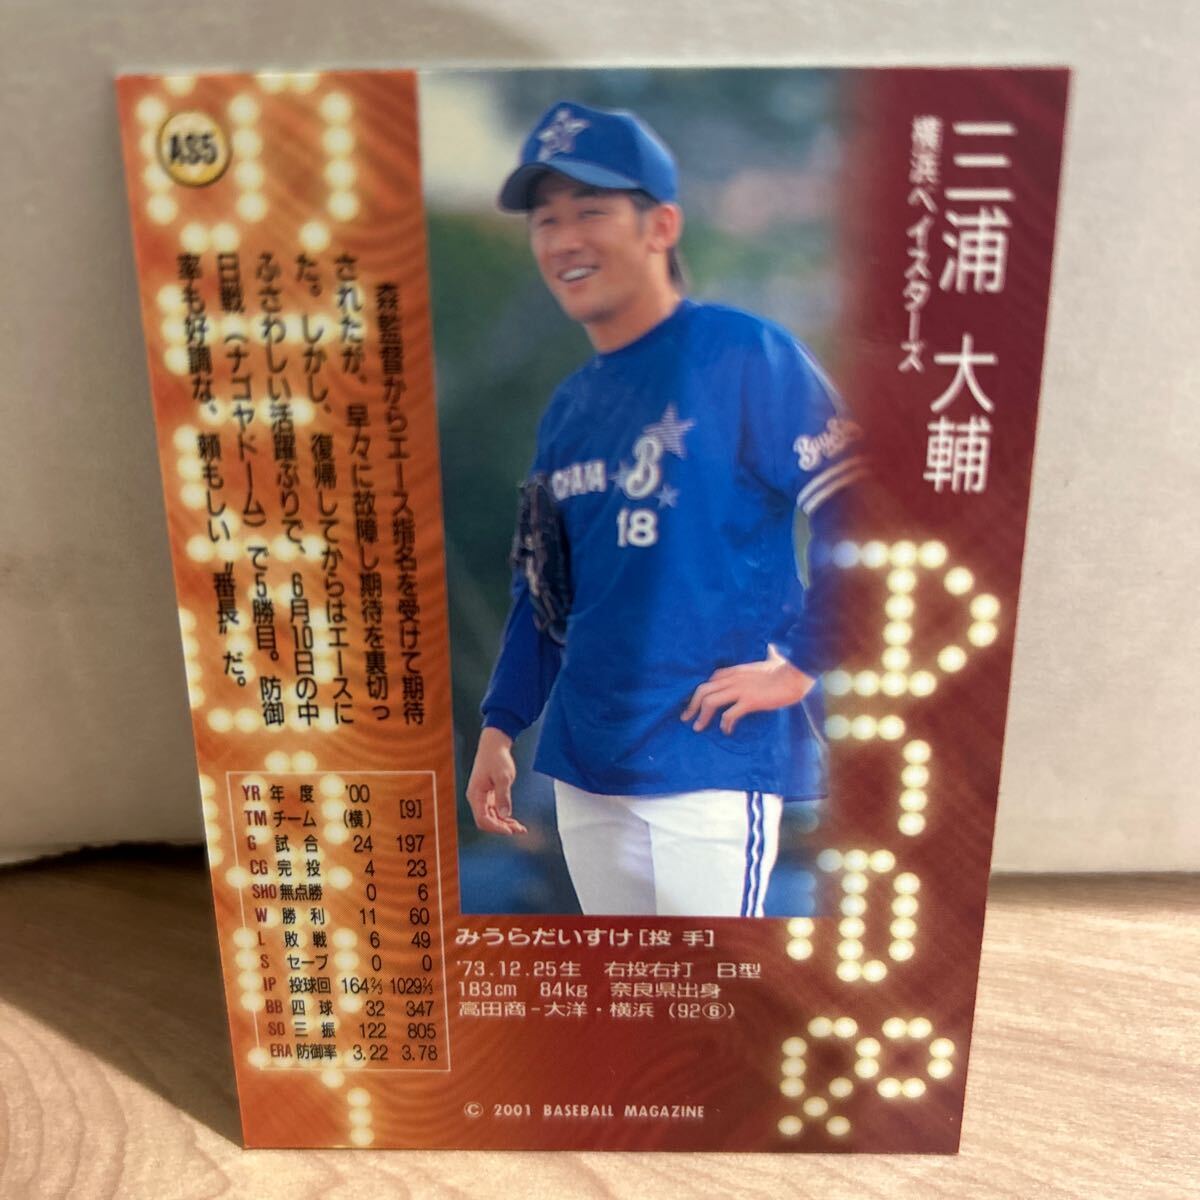 AS5
三浦 大輔
横浜ベイスターズ
森監督からエース指名を受けて期待
されたが、早々に故障し期待を裏切っ
た。しかし、復帰してからはエースに
ふさわしい活躍ぶりで、6月10日の中
日戦（ナゴヤドーム）で5勝目。防御
率も好調な、頼もしい〝番長〟だ。
B
18
YR 年度 '00 [9]
TM チーム (横)
G 試合 24 197
CG 完投 4 23
SHO 無点勝 0 6
W 勝利 11 60
L 敗戦 6 49
S セーブ 0 0
IP 投球回 164⅔ 1029⅔
BB 四球 32 347
SO 三振 122 805
ERA 防御率 3.22 3.78
みうらだいすけ［投 手］
'73.12.25生 右投右打 B型
183cm 84kg 奈良県出身
高田商－大洋・横浜（92⑥）
© 2001 BASEBALL MAGAZINE